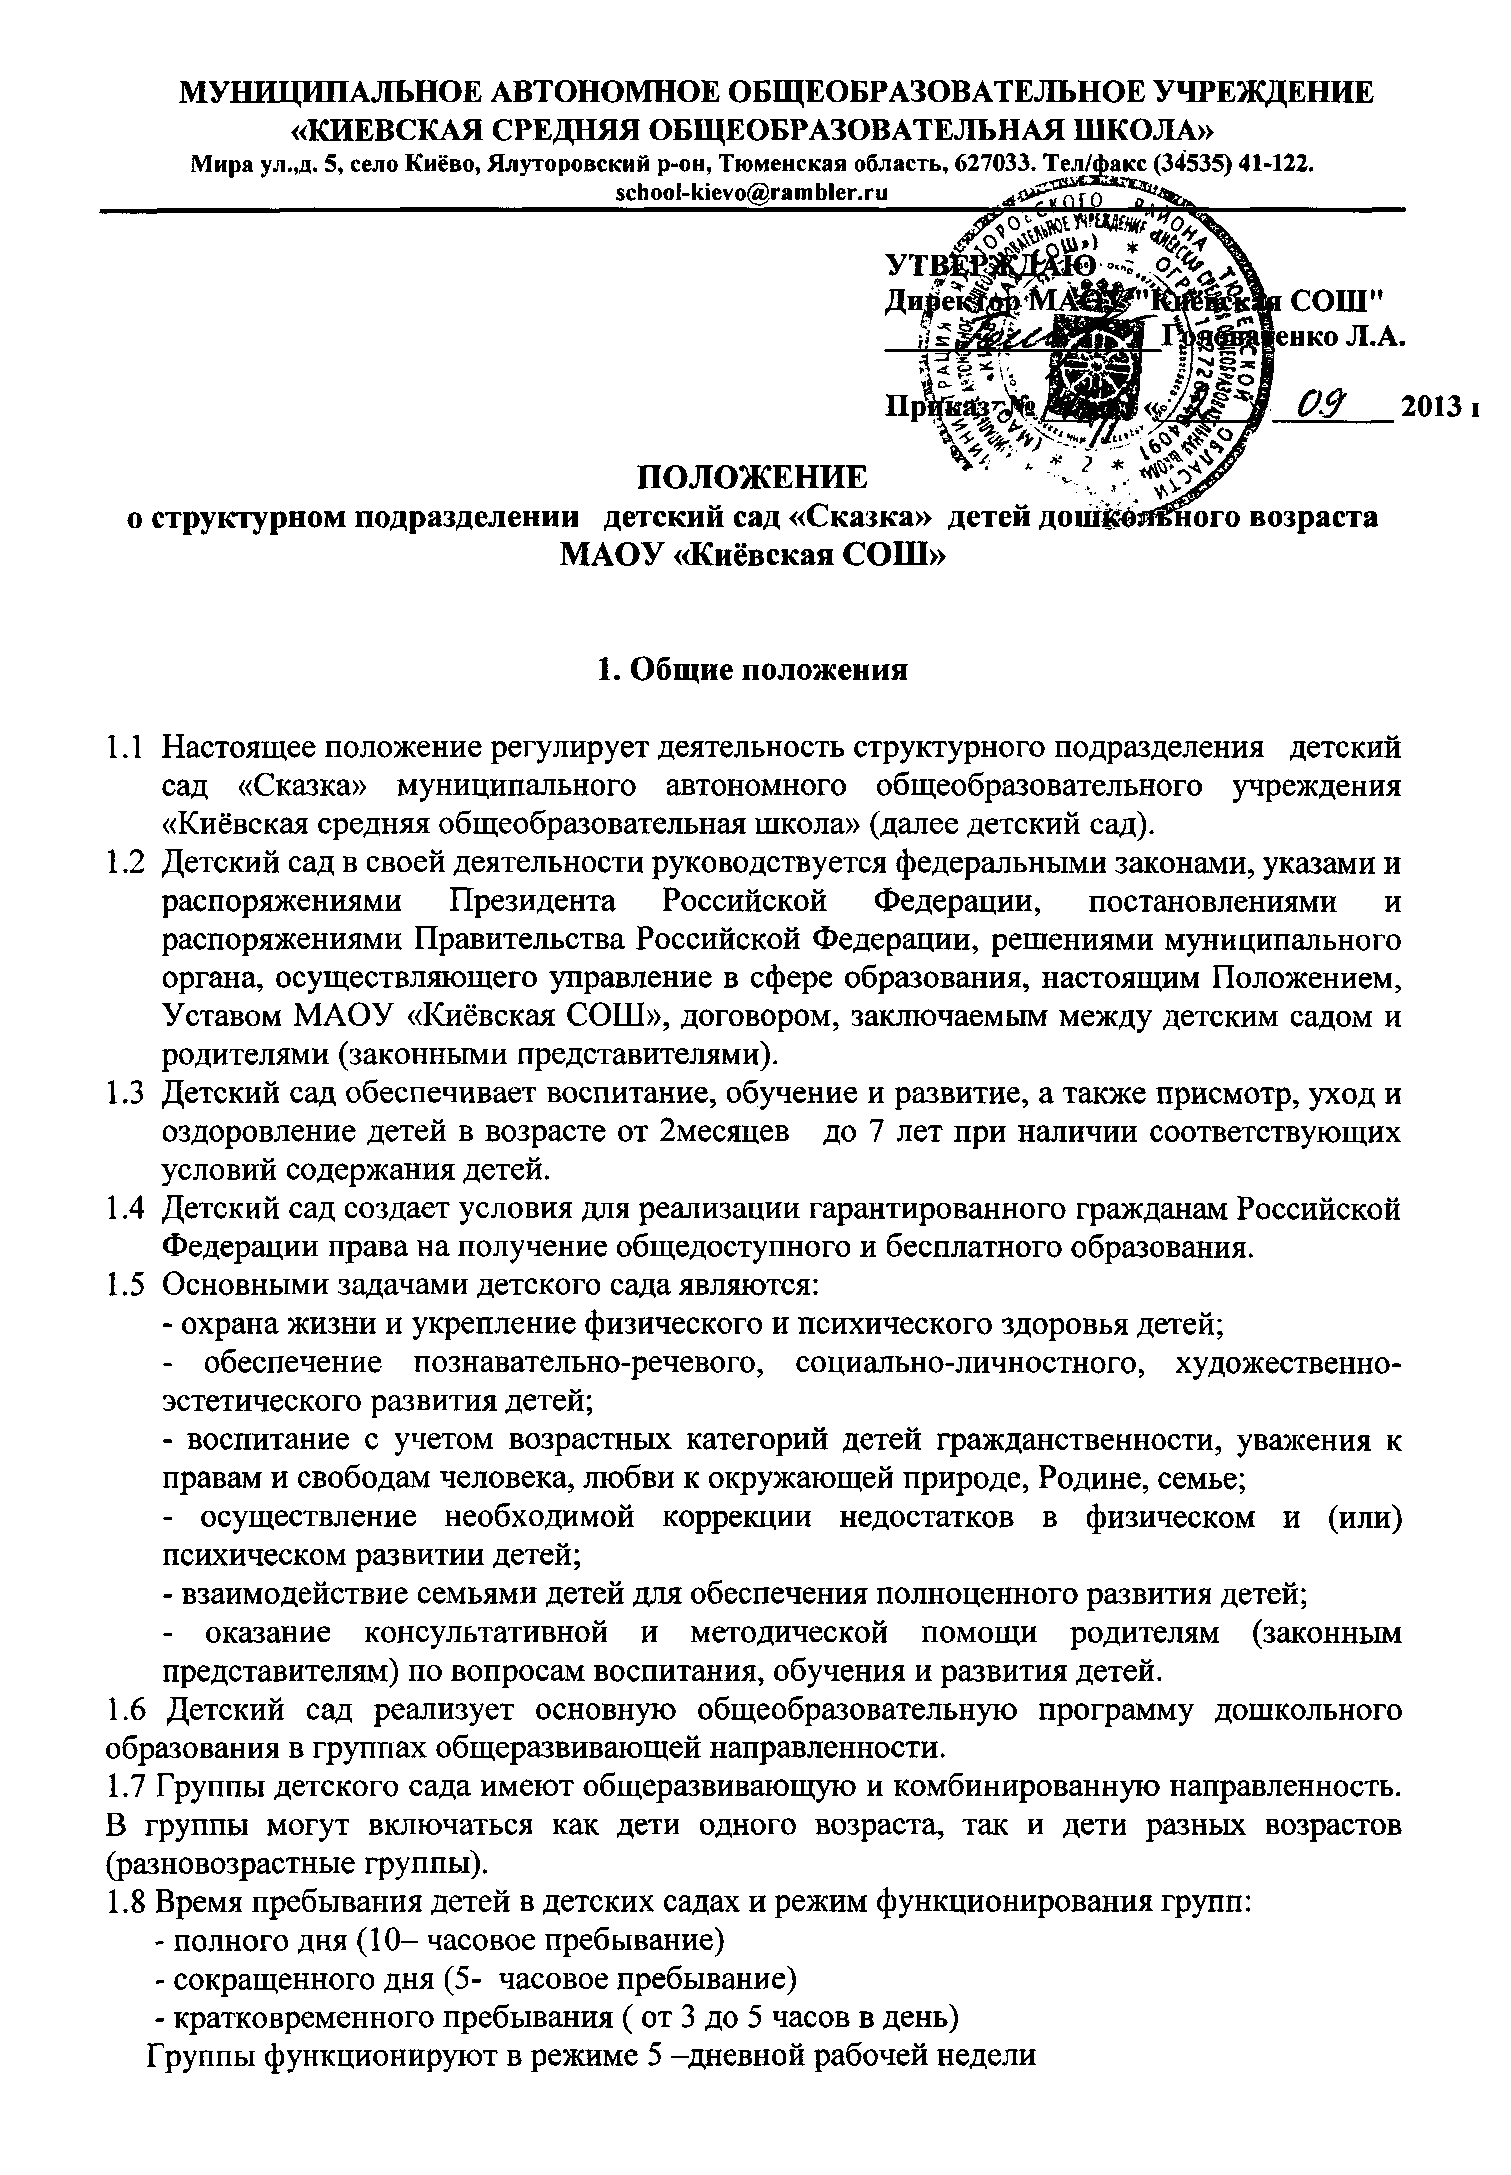 МУНИЦИПАЛЬНОЕ АВТОНОМНОЕ ОБЩЕОБРАЗОВАТЕЛЬНОЕ УЧРЕЖДЕНИЕ
«КИЕВСКАЯ СРЕДНЯЯ ОБЩЕОБРАЗОВАТЕЛЬНАЯ ШКОЛА»
Мира ул.,д. 5, село Киёво, Ялуторовский р-он, Тюменская область, 627033. Тел/факс (34535) 41-122.
school-kievo@rambler.ru
УТВЕРЖДАЮ
Директор МАОУ "Киёвская СОШ"
Голованенко Л.А.
Приказ № « 09 2013 г
ПОЛОЖЕНИЕ
о структурном подразделении детский сад «Сказка» детей дошкольного возраста
МАОУ «Киёвская СОШ»
1. Общие положения
1.1 Настоящее положение регулирует деятельность структурного подразделения детский
сад «Сказка» муниципального автономного общеобразовательного учреждения
«Киёвская средняя общеобразовательная школа» (далее детский сад).
1.2 Детский сад в своей деятельности руководствуется федеральными законами, указами и
распоряжениями Президента Российской Федерации, постановлениями и
распоряжениями Правительства Российской Федерации, решениями муниципального
органа, осуществляющего управление в сфере образования, настоящим Положением,
Уставом МАОУ «Киёвская СОШ», договором, заключаемым между детским садом и
родителями (законными представителями).
1.3 Детский сад обеспечивает воспитание, обучение и развитие, а также присмотр, уход и
оздоровление детей в возрасте от 2месяцев до 7 лет при наличии соответствующих
условий содержания детей.
1.4 Детский сад создает условия для реализации гарантированного гражданам Российской
Федерации права на получение общедоступного и бесплатного образования.
1.5 Основными задачами детского сада являются:
- охрана жизни и укрепление физического и психического здоровья детей;
- обеспечение познавательно-речевого, социально-личностного, художественно-
эстетического развития детей;
- воспитание с учетом возрастных категорий детей гражданственности, уважения к
правам и свободам человека, любви к окружающей природе, Родине, семье;
- осуществление необходимой коррекции недостатков в физическом и (или)
психическом развитии детей;
- взаимодействие семьями детей для обеспечения полноценного развития детей;
- оказание консультативной и методической помощи родителям (законным
представителям) по вопросам воспитания, обучения и развития детей.
1.6 Детский сад реализует основную общеобразовательную программу дошкольного
образования в группах общеразвивающей направленности.
1.7 Группы детского сада имеют общеразвивающую и комбинированную направленность.
В группы могут включаться как дети одного возраста, так и дети разных возрастов
(разновозрастные группы).
1.8 Время пребывания детей в детских садах и режим функционирования групп:
- полного дня (10– часовое пребывание)
- сокращенного дня (5- часовое пребывание)
- кратковременного пребывания ( от 3 до 5 часов в день)
Группы функционируют в режиме 5 –дневной рабочей недели